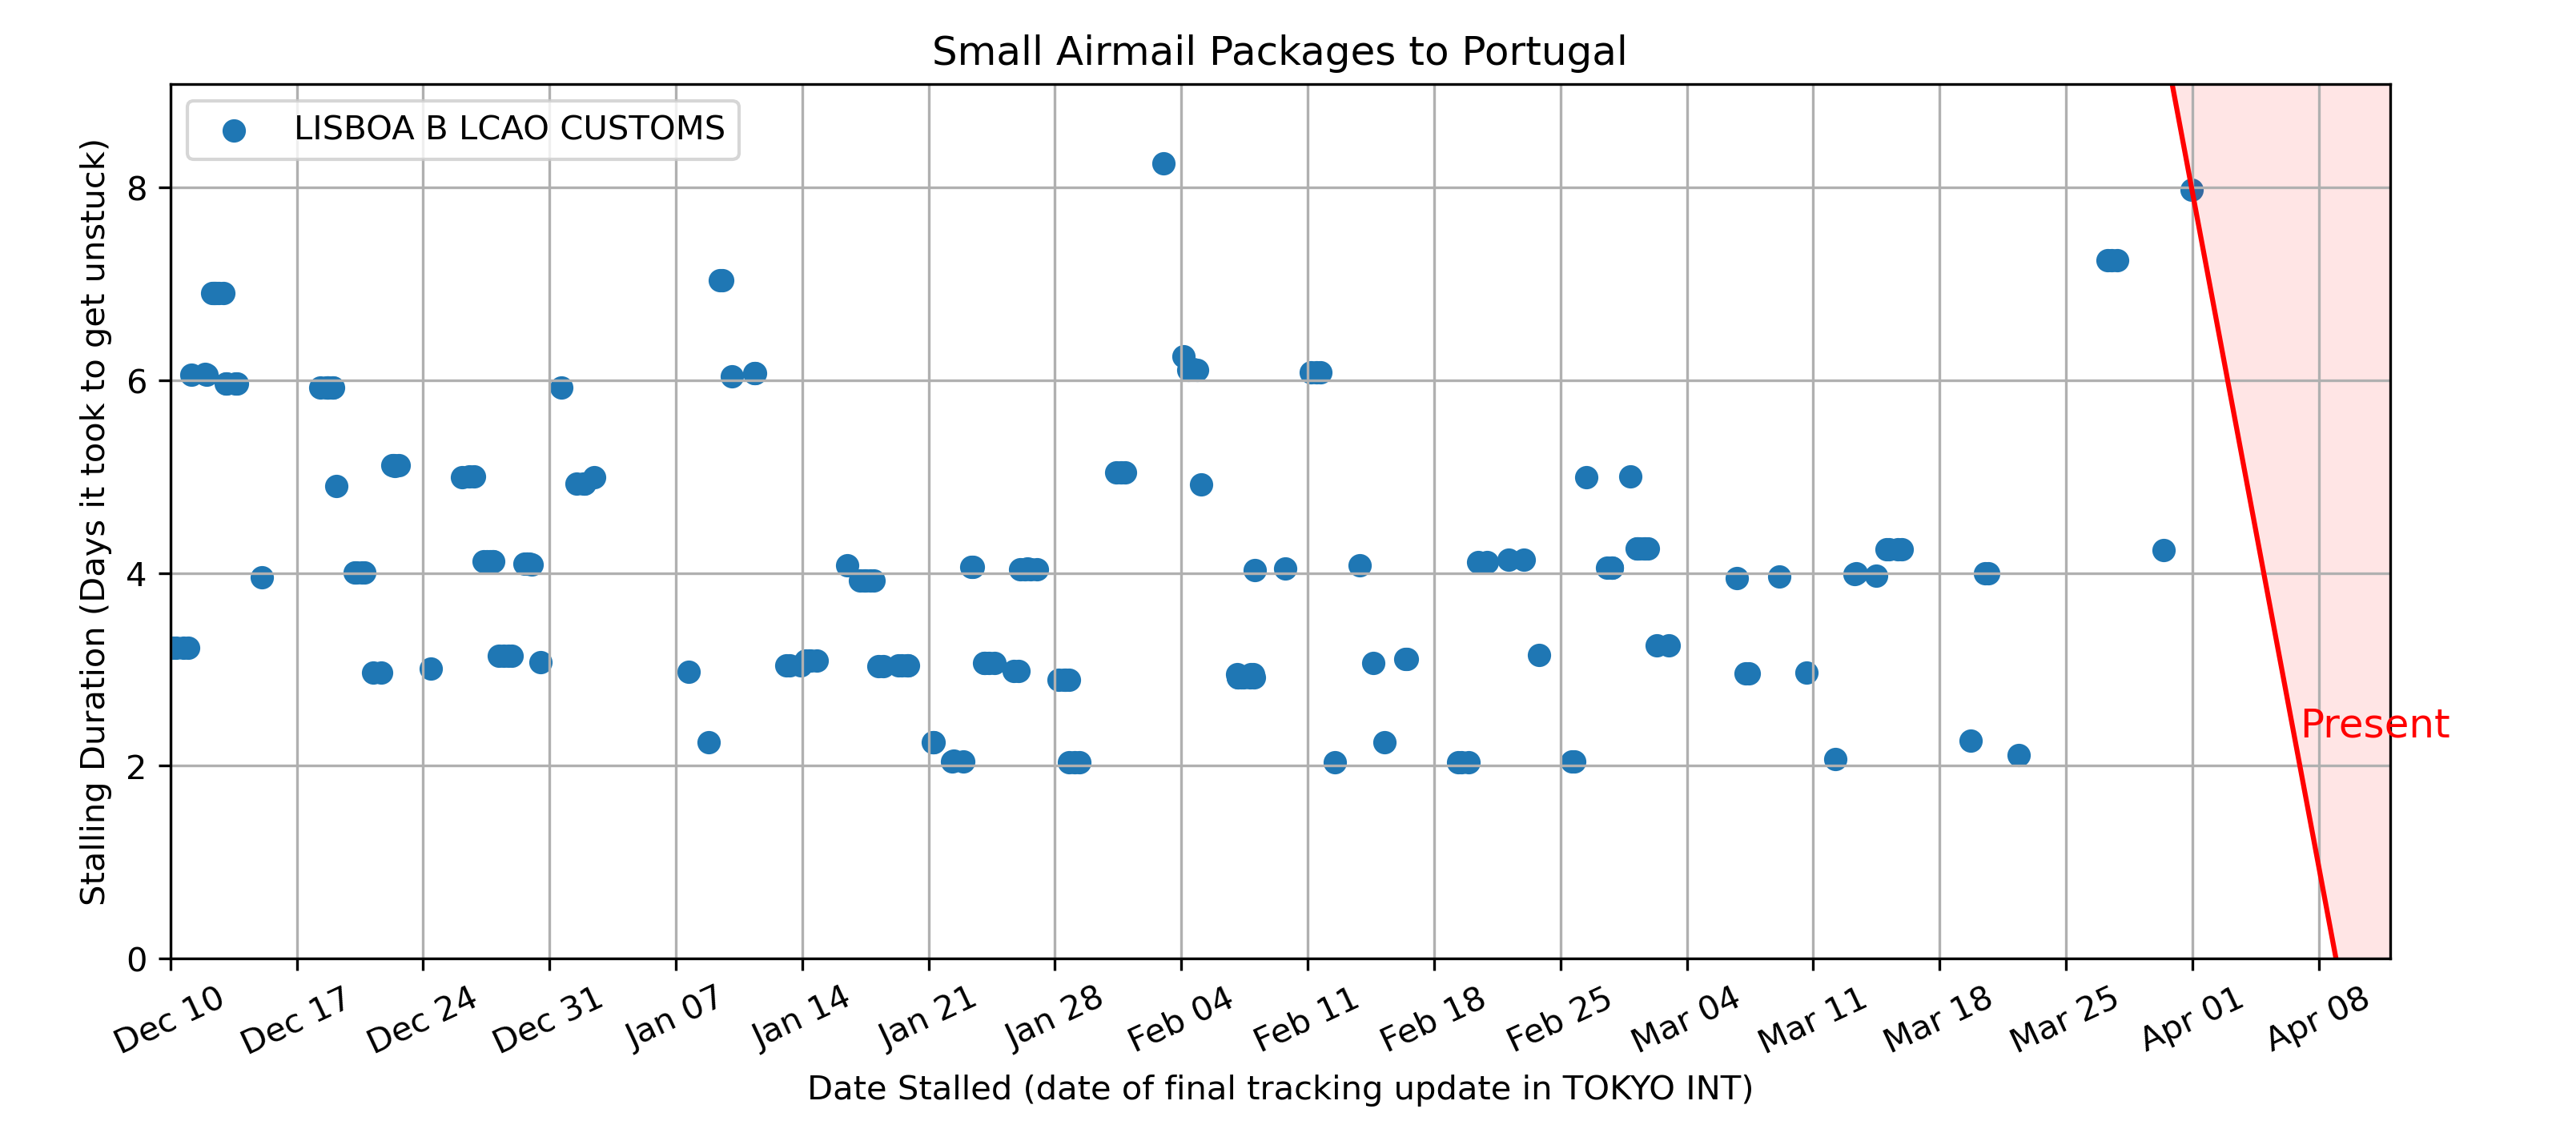 Small Airmail Packages to Portugal
LISBOA B LCAO CUSTOMS
Stalling Duration (Days it took to get unstuck)
8
6
4
2
0
Present
Dec 10
Dec 17
Dec 24
Dec 31
Jan 07
Jan 14
Jan 21
Jan 28
Feb 04
Feb 11
Feb 18
Feb 25
Mar 04
Mar 11
Mar 18
Mar 25
Apr 01
Apr 08
Date Stalled (date of final tracking update in TOKYO INT)